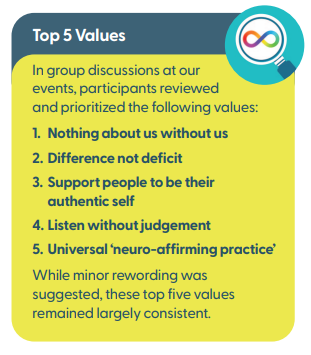 Top 5 Values
In group discussions at our
events, participants reviewed
and prioritized the following values:
1. Nothing about us without us
2. Difference not deficit
3. Support people to be their
authentic self
4. Listen without judgement
5. Universal ‘neuro-affirming practice’
While minor rewording was
suggested, these top five values
remained largely consistent.